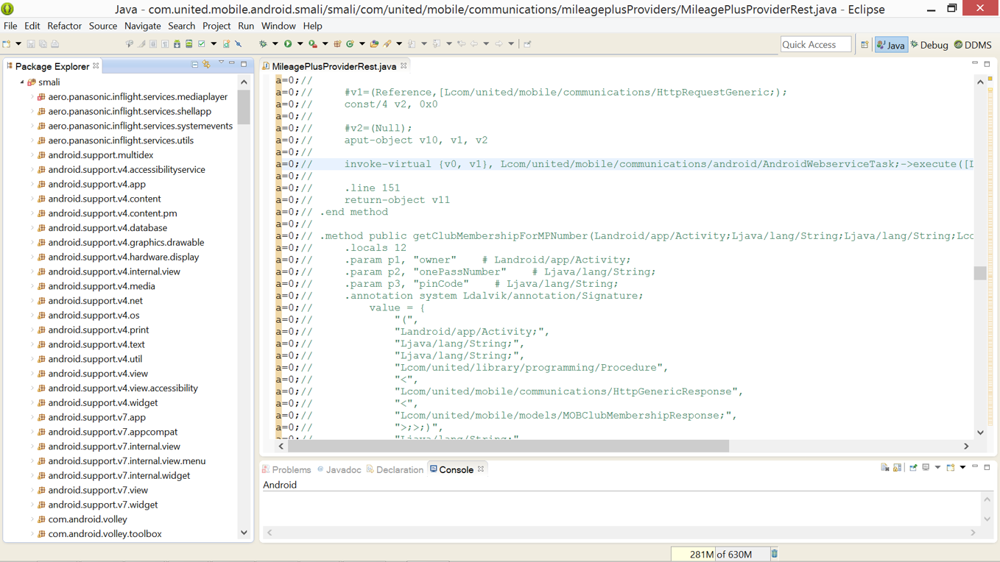 Java - com.united.mobile.android.smali/smali/com/united/mobile/communications/mileageplusProviders/MileagePlusProviderRest.java - Eclipse
File Edit Refactor Source Navigate Search Project Run Window Help
Quick Access Java Debug DDMS
Package Explorer
smali
aero.panasonic.inflight.services.mediaplayer
aero.panasonic.inflight.services.shellapp
aero.panasonic.inflight.services.systemevents
aero.panasonic.inflight.services.utils
android.support.multidex
android.support.v4.accessibilityservice
android.support.v4.app
android.support.v4.content
android.support.v4.content.pm
android.support.v4.database
android.support.v4.graphics.drawable
android.support.v4.hardware.display
android.support.v4.internal.view
android.support.v4.media
android.support.v4.net
android.support.v4.os
android.support.v4.print
android.support.v4.text
android.support.v4.util
android.support.v4.view
android.support.v4.view.accessibility
android.support.v4.widget
android.support.v7.app
android.support.v7.appcompat
android.support.v7.internal.view
android.support.v7.internal.view.menu
android.support.v7.internal.widget
android.support.v7.view
android.support.v7.widget
com.android.volley
com.android.volley.toolbox
MileagePlusProviderRest.java
a=0;//
a=0;// #v1=(Reference,[Lcom/united/mobile/communications/HttpRequestGeneric;);
a=0;// const/4 v2, 0x0
a=0;//
a=0;// #v2=(Null);
a=0;// aput-object v10, v1, v2
a=0;//
a=0;// invoke-virtual {v0, v1}, Lcom/united/mobile/communications/android/AndroidWebserviceTask;->execute([L
a=0;//
a=0;// .line 151
a=0;// return-object v11
a=0;// .end method
a=0;//
a=0;// .method public getClubMembershipForMPNumber(Landroid/app/Activity;Ljava/lang/String;Ljava/lang/String;Lco
a=0;// .locals 12
a=0;// .param p1, "owner" # Landroid/app/Activity;
a=0;// .param p2, "onePassNumber" # Ljava/lang/String;
a=0;// .param p3, "pinCode" # Ljava/lang/String;
a=0;// .annotation system Ldalvik/annotation/Signature;
a=0;// value = {
a=0;// "(",
a=0;// "Landroid/app/Activity;",
a=0;// "Ljava/lang/String;",
a=0;// "Ljava/lang/String;",
a=0;// "Lcom/united/library/programming/Procedure",
a=0;// "<",
a=0;// "Lcom/united/mobile/communications/HttpGenericResponse",
a=0;// "<",
a=0;// "Lcom/united/mobile/models/MOBClubMembershipResponse;",
a=0;// ">;>;)",
a=0;// "Ljava/lang/String;"
Problems Javadoc Declaration Console
Android
281M of 630M